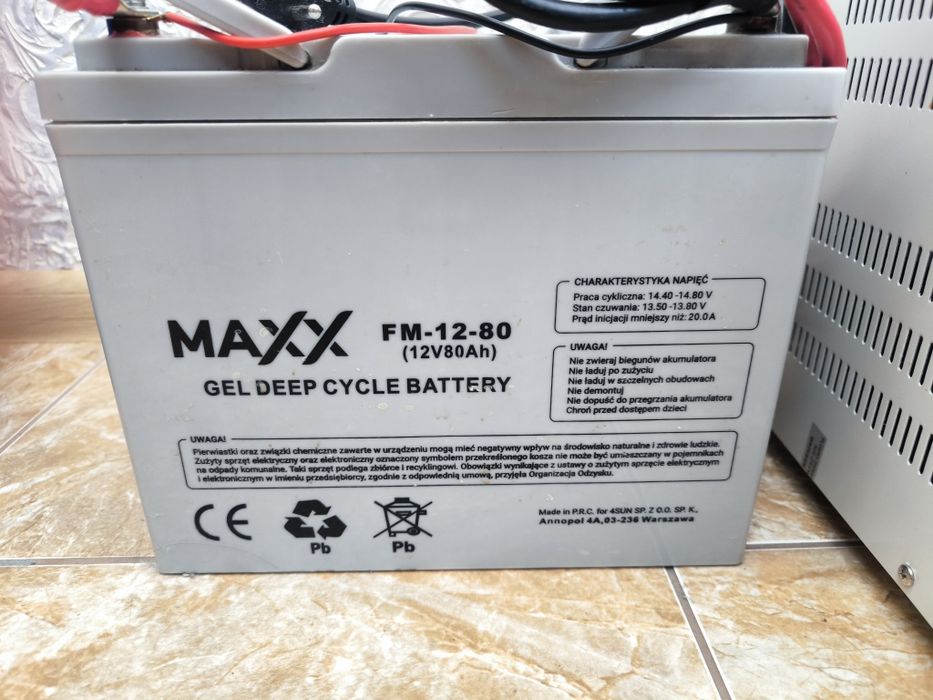 CHARAKTERYSTYKA NAPIĘĆ
Praca cykliczna: 14.40 -14.80 V
Stan czuwania: 13.50 -13.80 V
Prąd inicjacji mniejszy niż: 20.0A
MAXX
FM-12-80
(12V80Ah)
GEL DEEP CYCLE BATTERY
UWAGA!
Nie zwieraj biegunów akumulatora
Nie ładuj po zużyciu
Nie ładuj w szczelnych obudowach
Nie demontuj
Nie dopuść do przegrzania akumulatora
Chroń przed dostępem dzieci
UWAGA!
Pierwiastki oraz związki chemiczne zawarte w urządzeniu mogą mieć negatywny wpływ na środowisko naturalne i zdrowie ludzkie.
Zużyty sprzęt elektryczny oraz elektroniczny oznaczony symbolem przekreślonego kosza nie może być umieszczany w pojemnikach
na odpady komunalne. Taki sprzęt podlega zbiórce i recyklingowi. Obowiązki wynikające z ustawy o zużytym sprzęcie elektrycznym
i elektronicznym w imieniu przedsiębiorcy, zgodnie z odpowiednią umową, przyjęła Organizacja Odzysku.
CE
Pb
Pb
Made in P.R.C. for 4SUN SP. Z O.O. SP. K.,
Annopol 4A,03-236 Warszawa